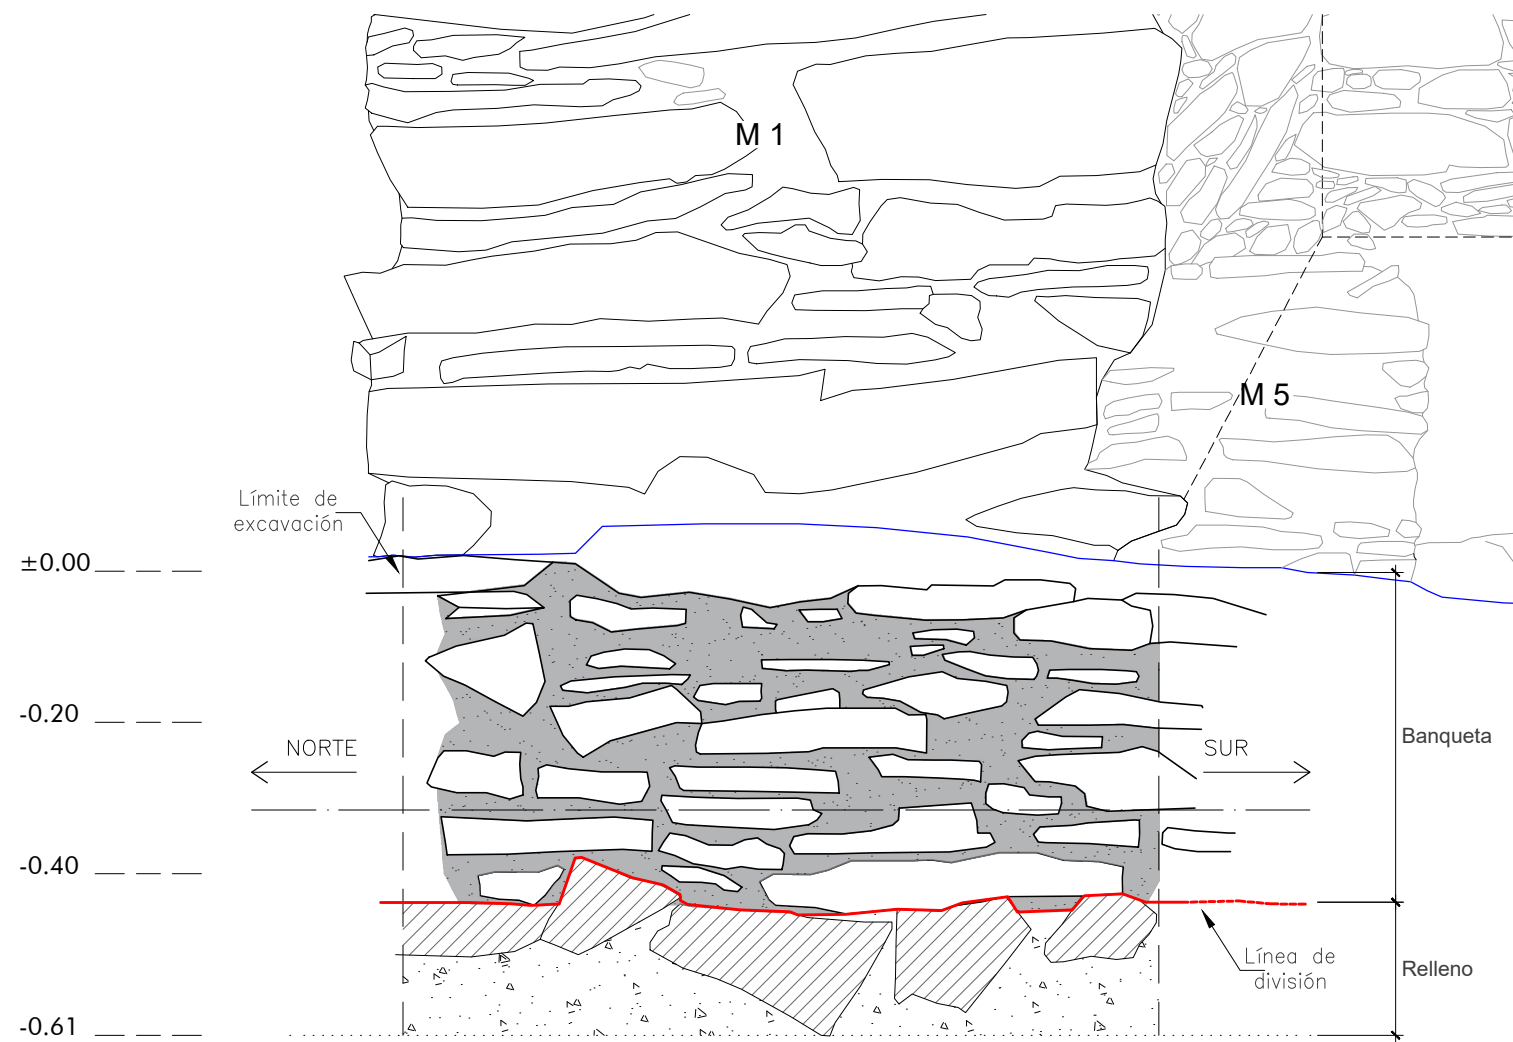 M 1
M 5
Límite de
excavación
±0.00
-0.20
NORTE
SUR
Banqueta
-0.40
Línea de
división
Relleno
-0.61